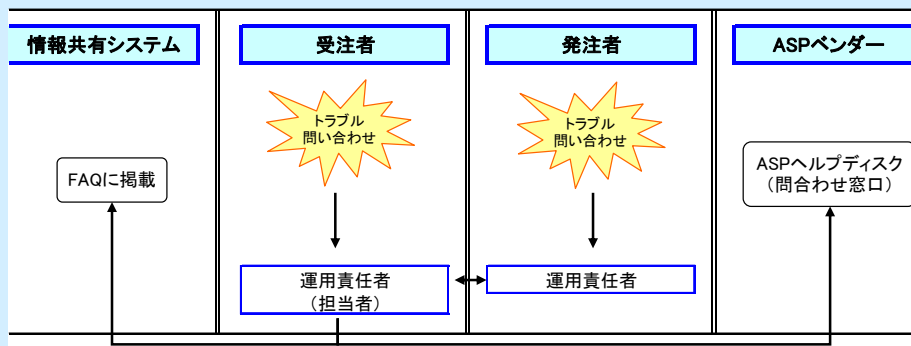 情報共有システム
受注者
発注者
ASPベンダー
トラブル
問い合わせ
トラブル
問い合わせ
FAQに掲載
ASPヘルプディスク
（問合わせ窓口）
運用責任者
（担当者）
運用責任者